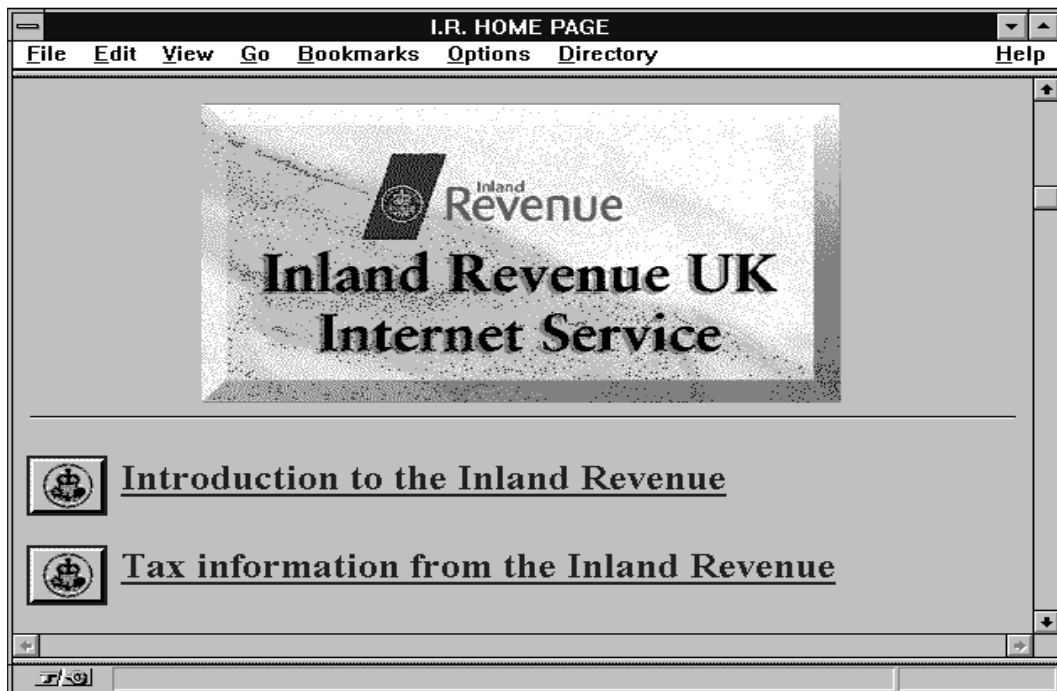 I.R. HOME PAGE
File Edit View Go Bookmarks Options Directory Help
Inland
Revenue
Inland Revenue UK
Internet Service
Introduction to the Inland Revenue
Tax information from the Inland Revenue